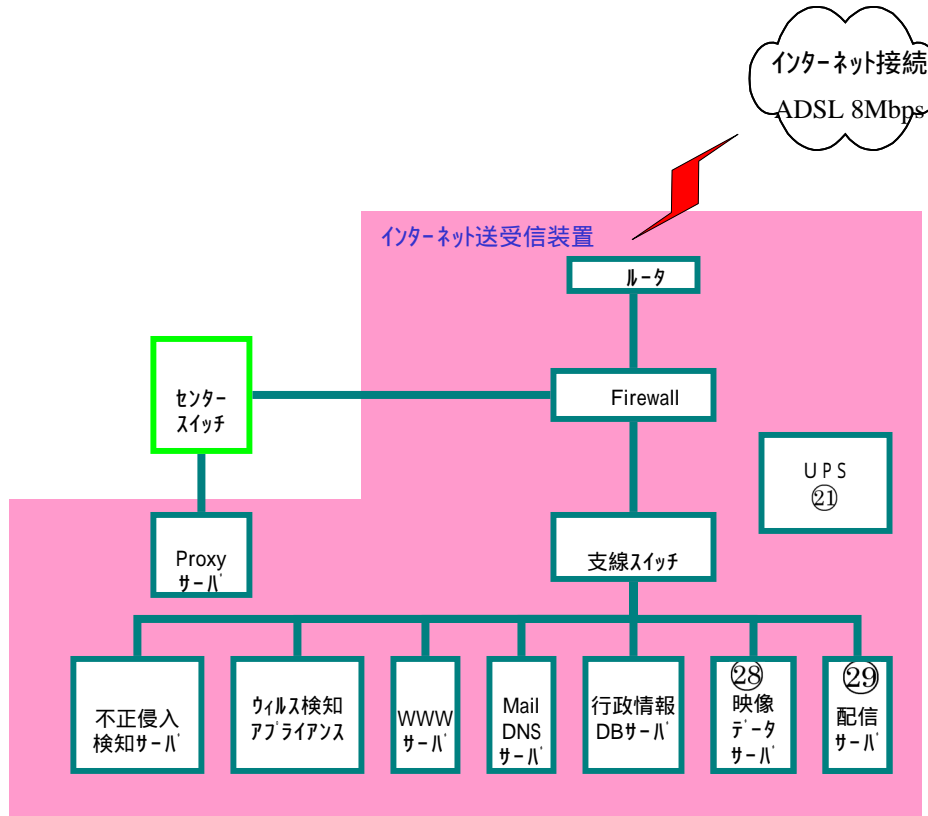 ｲﾝﾀｰﾈｯﾄ接続
ADSL 8Mbps
ｲﾝﾀｰﾈｯﾄ送受信装置
ﾙｰﾀ
Firewall
ｾﾝﾀｰ
ｽｲｯﾁ
ＵＰＳ
㉑
Proxy
ｻｰﾊﾞ
支線ｽｲｯﾁ
不正侵入
検知ｻｰﾊﾞ
ｳｨﾙｽ検知
ｱﾌﾟﾗｲｱﾝｽ
WWW
ｻｰﾊﾞ
Mail
DNS
ｻｰﾊﾞ
行政情報
DBｻｰﾊﾞ
㉘
映像
ﾃﾞｰﾀ
ｻｰﾊﾞ
㉙
配信
ｻｰﾊﾞ